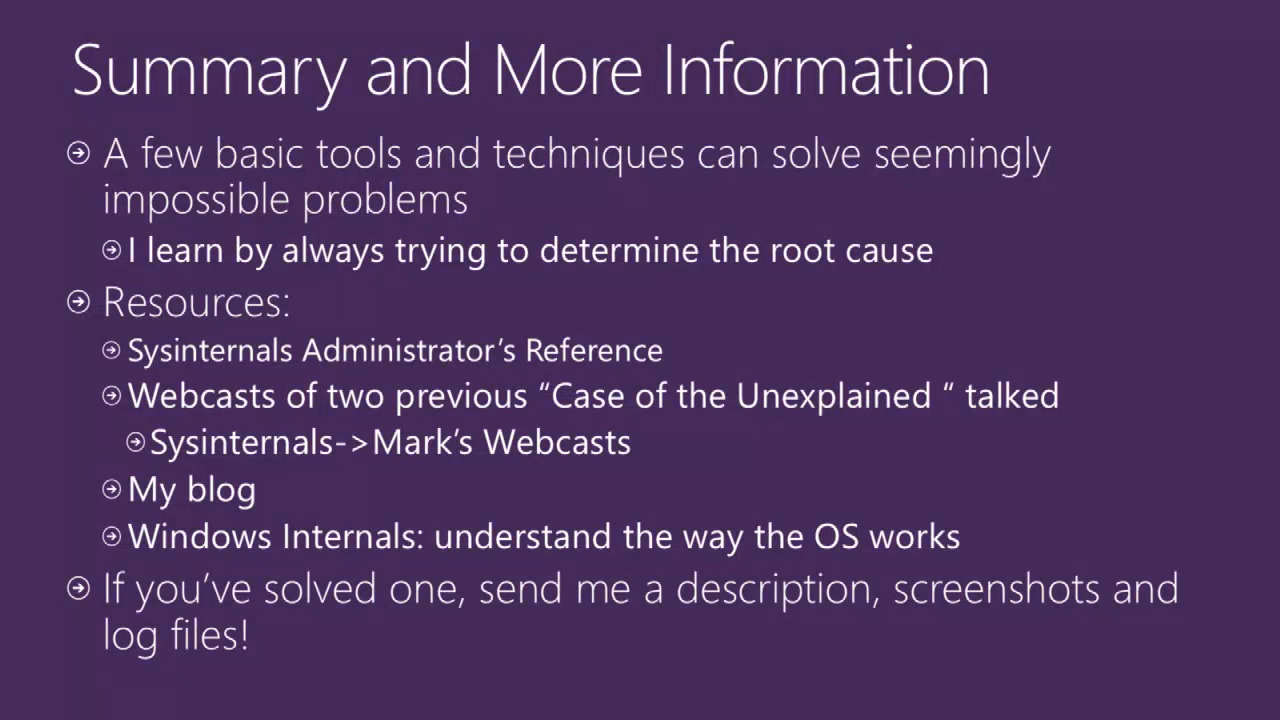 Summary and More Information
A few basic tools and techniques can solve seemingly
impossible problems
I learn by always trying to determine the root cause
Resources:
Sysinternals Administrator’s Reference
Webcasts of two previous “Case of the Unexplained “ talked
Sysinternals->Mark’s Webcasts
My blog
Windows Internals: understand the way the OS works
If you’ve solved one, send me a description, screenshots and
log files!